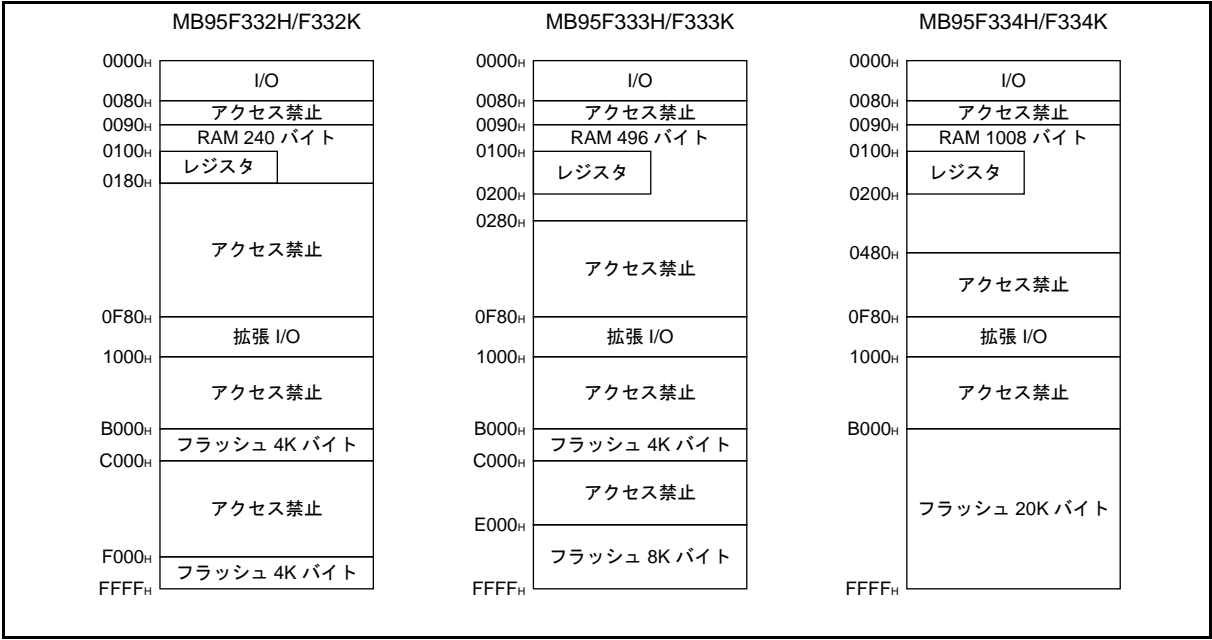 MB95F332H/F332K
0000H
I/O
0080H
アクセス禁止
0090H
RAM 240 バイト
0100H
レジスタ
0180H
アクセス禁止
0F80H
拡張 I/O
1000H
アクセス禁止
B000H
フラッシュ 4K バイト
C000H
アクセス禁止
F000H
フラッシュ 4K バイト
FFFFH
MB95F333H/F333K
0000H
I/O
0080H
アクセス禁止
0090H
RAM 496 バイト
0100H
レジスタ
0200H
0280H
アクセス禁止
0F80H
拡張 I/O
1000H
アクセス禁止
B000H
フラッシュ 4K バイト
C000H
アクセス禁止
E000H
フラッシュ 8K バイト
FFFFH
MB95F334H/F334K
0000H
I/O
0080H
アクセス禁止
0090H
RAM 1008 バイト
0100H
レジスタ
0200H
0480H
アクセス禁止
0F80H
拡張 I/O
1000H
アクセス禁止
B000H
フラッシュ 20K バイト
FFFFH